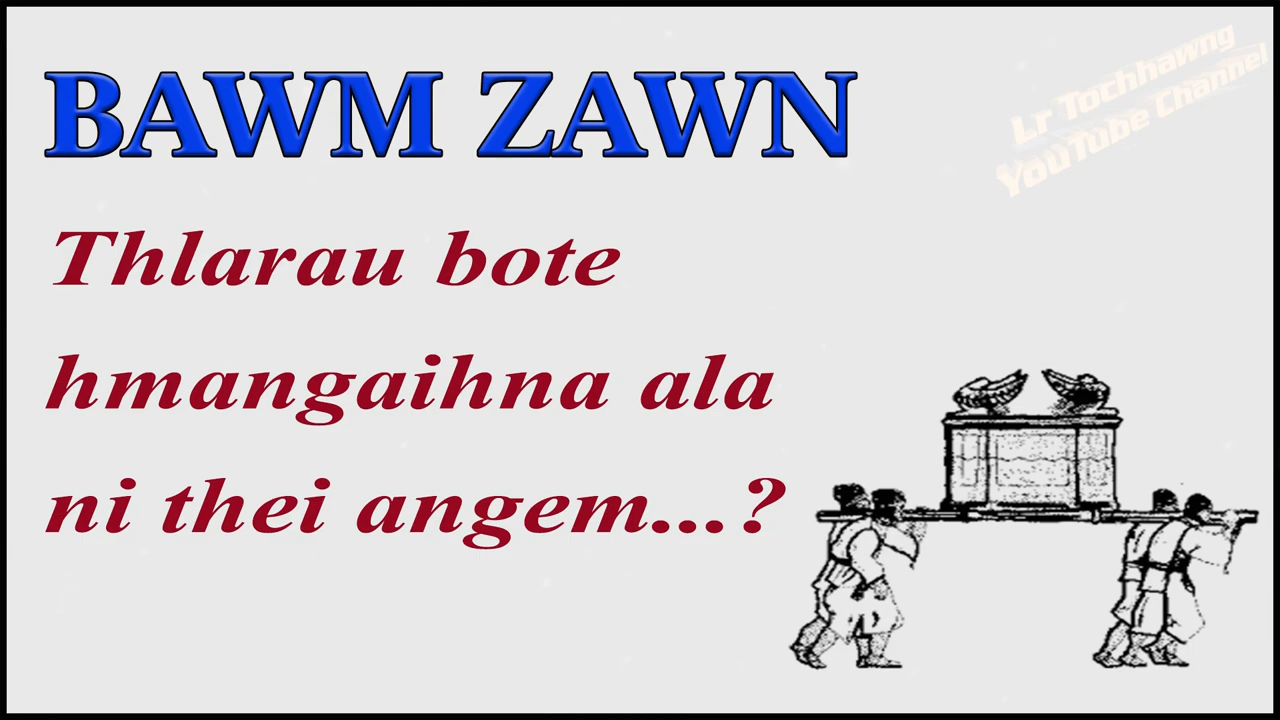 BAWM ZAWN
Lr Tochhawng
YouTube Channel
Thlarau bote
hmangaihna ala
ni thei angem...?